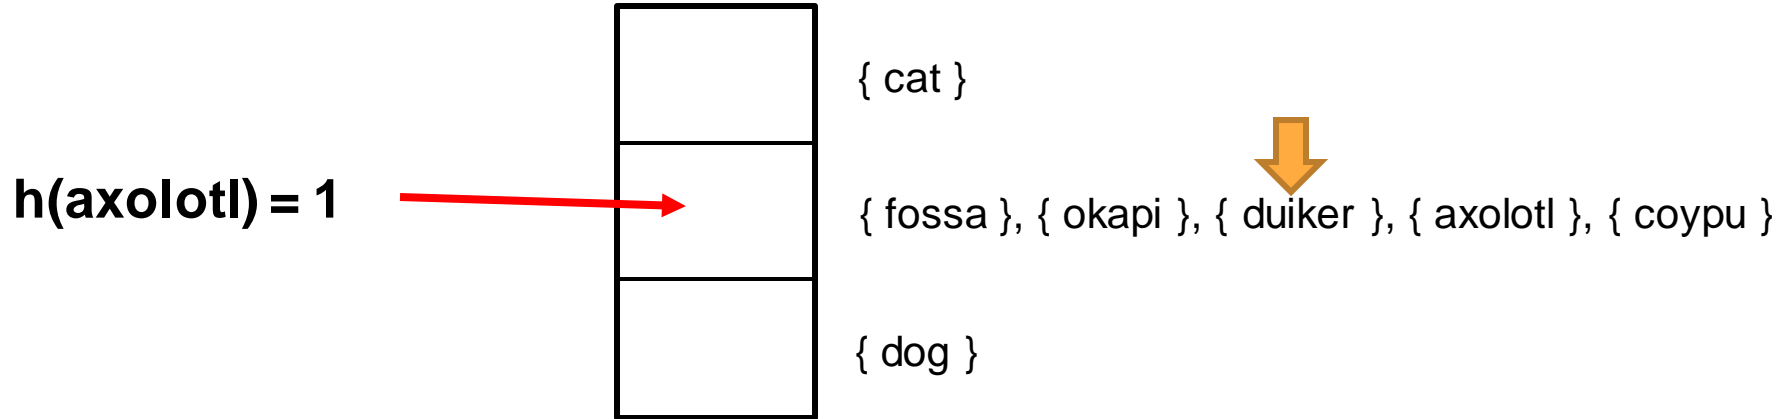 { cat }
h(axolotl) = 1
{ fossa }, { okapi }, { duiker }, { axolotl }, { coypu }
{ dog }